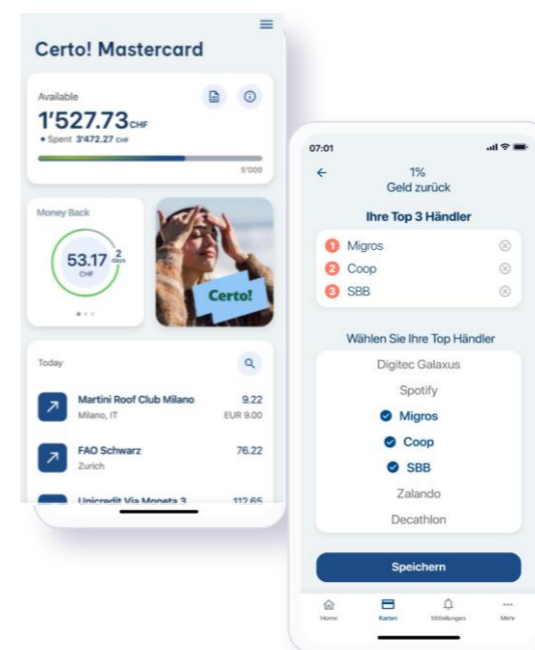 Certo! Mastercard
Available
1'527.73 CHF
• Spent 3'472.27 CHF
5'000
Money Back
53.17
CHF
2
days
Certo!
Today
Martini Roof Club Milano 9.22
Milano, IT EUR 9.00
FAO Schwarz 76.22
Zurich
Unicredit Via Moneta 3 112.65
07:01
1%
Geld zurück
Ihre Top 3 Händler
1 Migros
2 Coop
3 SBB
Wählen Sie Ihre Top Händler
Digitec Galaxus
Spotify
Migros
Coop
SBB
Zalando
Decathlon
Speichern
Home Karten Mitteilungen Mehr